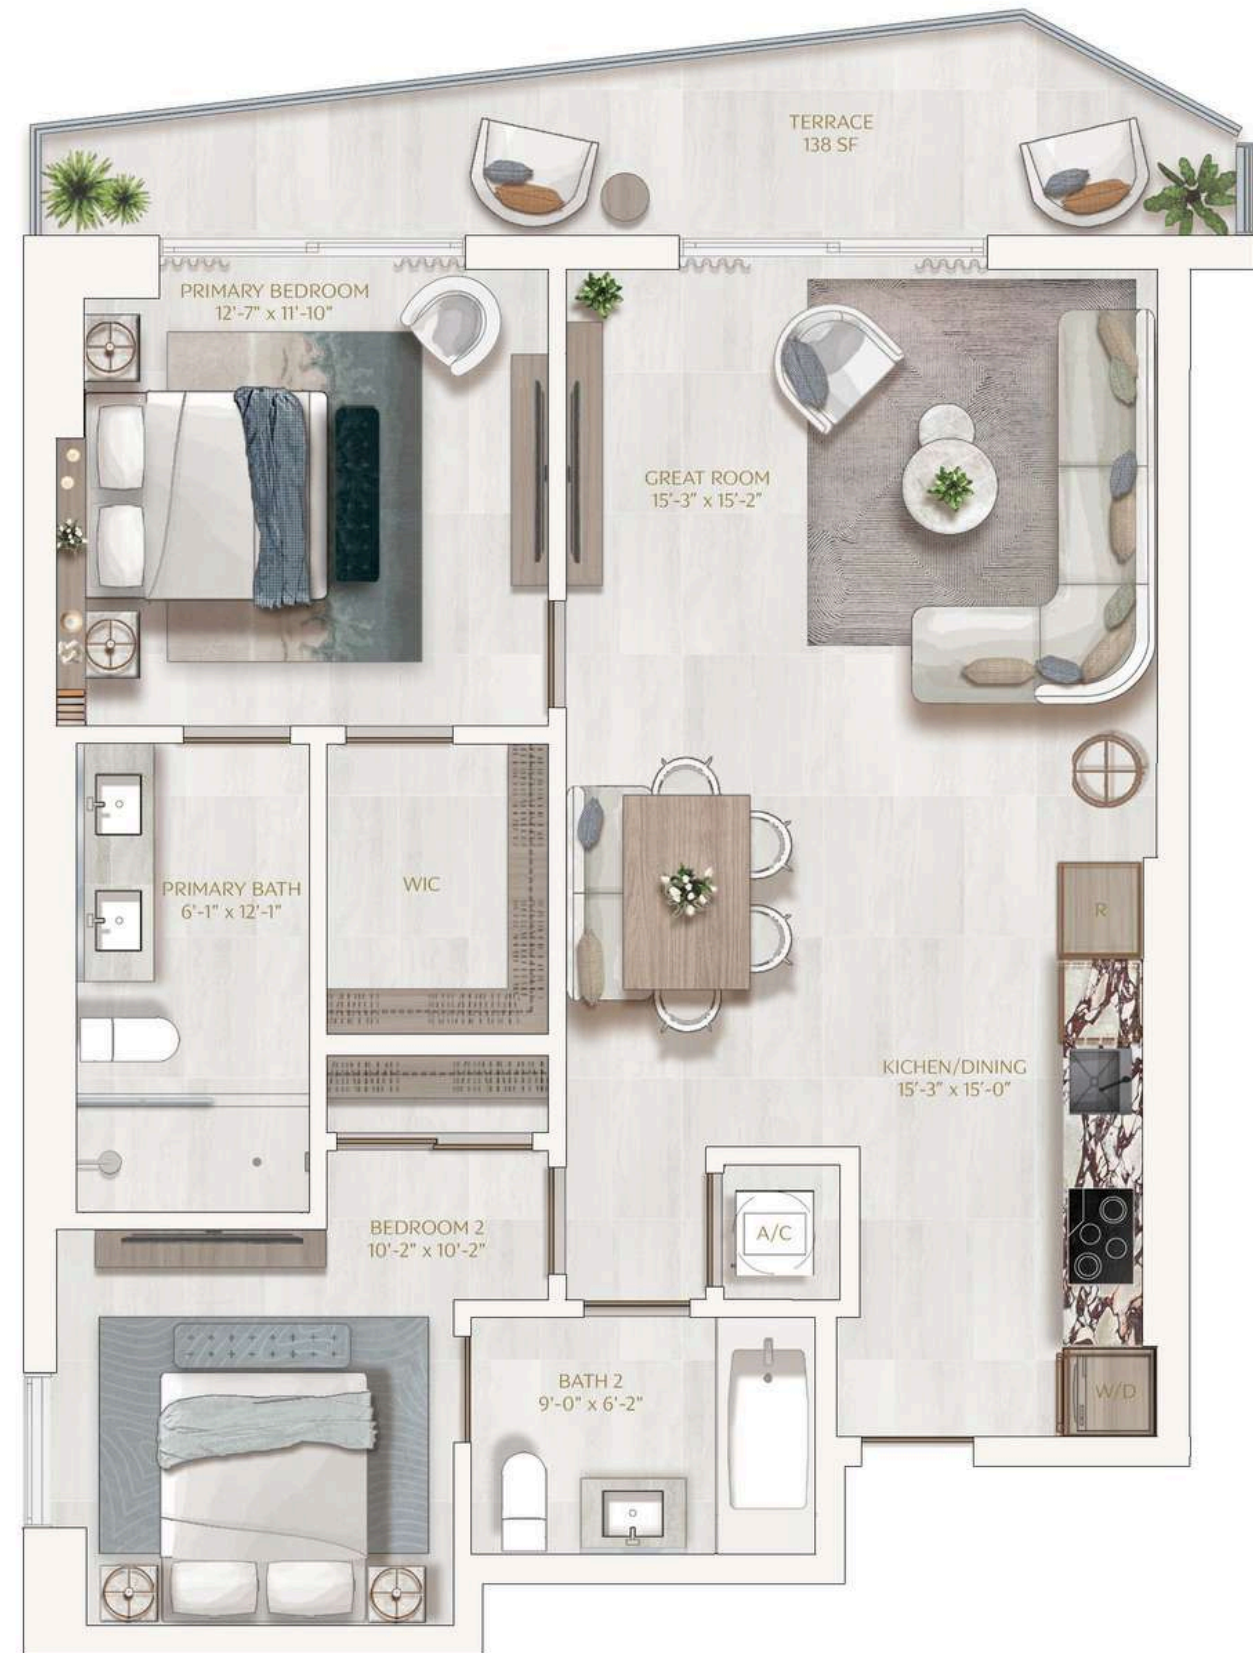 TERRACE
138 SF
PRIMARY BEDROOM
12'-7" x 11'-10"
GREAT ROOM
15'-3" x 15'-2"
PRIMARY BATH
6'-1" x 12'-1"
WIC
R
KICHEN/DINING
15'-3" x 15'-0"
BEDROOM 2
10'-2" x 10'-2"
A/C
BATH 2
9'-0" x 6'-2"
W/D